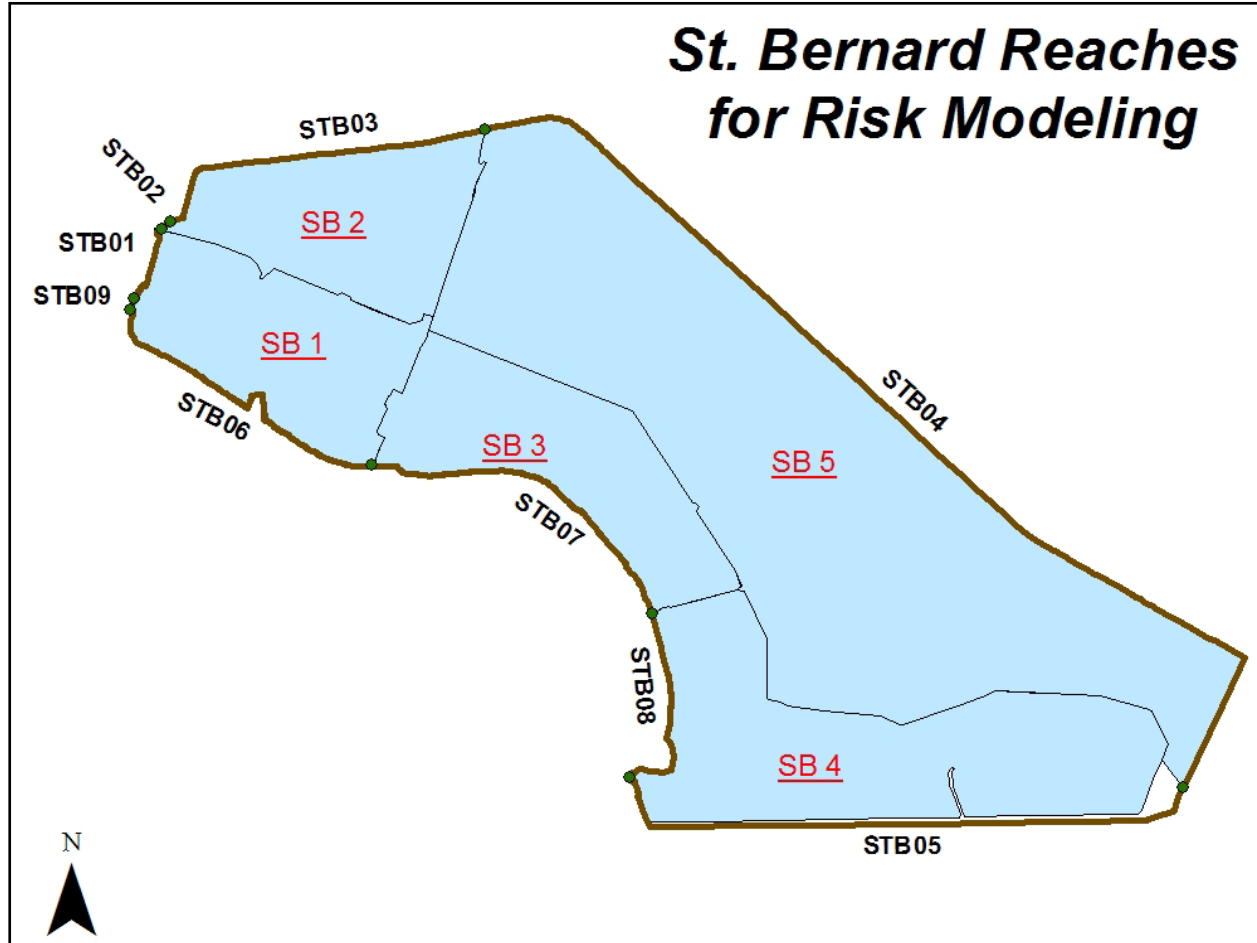 St. Bernard Reaches
for Risk Modeling
STB03
STB02
SB 2
STB01
STB09
SB 1
STB04
STB06
SB 3
SB 5
STB07
STB08
SB 4
STB05
N